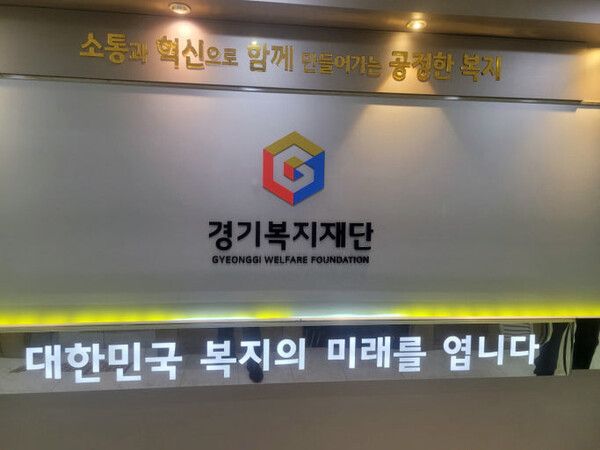 소통과 혁신으로 함께 만들어가는 공정한 복지
경기복지재단
GYEONGGI WELFARE FOUNDATION
대한민국 복지의 미래를 엽니다